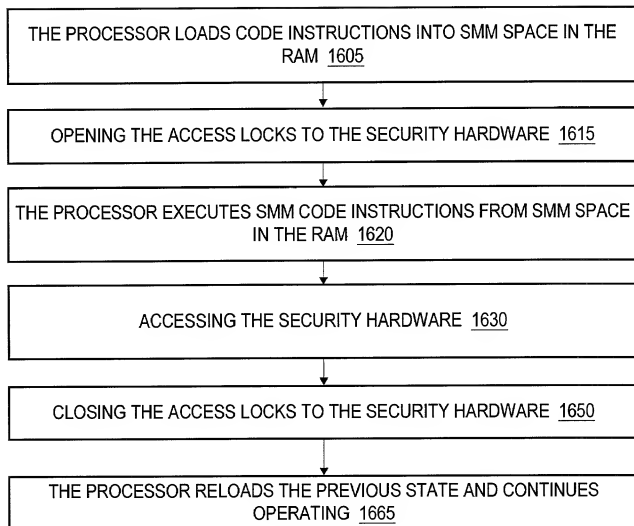 THE PROCESSOR LOADS CODE INSTRUCTIONS INTO SMM SPACE IN THE
RAM 1605
OPENING THE ACCESS LOCKS TO THE SECURITY HARDWARE 1615
THE PROCESSOR EXECUTES SMM CODE INSTRUCTIONS FROM SMM SPACE
IN THE RAM 1620
ACCESSING THE SECURITY HARDWARE 1630
CLOSING THE ACCESS LOCKS TO THE SECURITY HARDWARE 1650
THE PROCESSOR RELOADS THE PREVIOUS STATE AND CONTINUES
OPERATING 1665